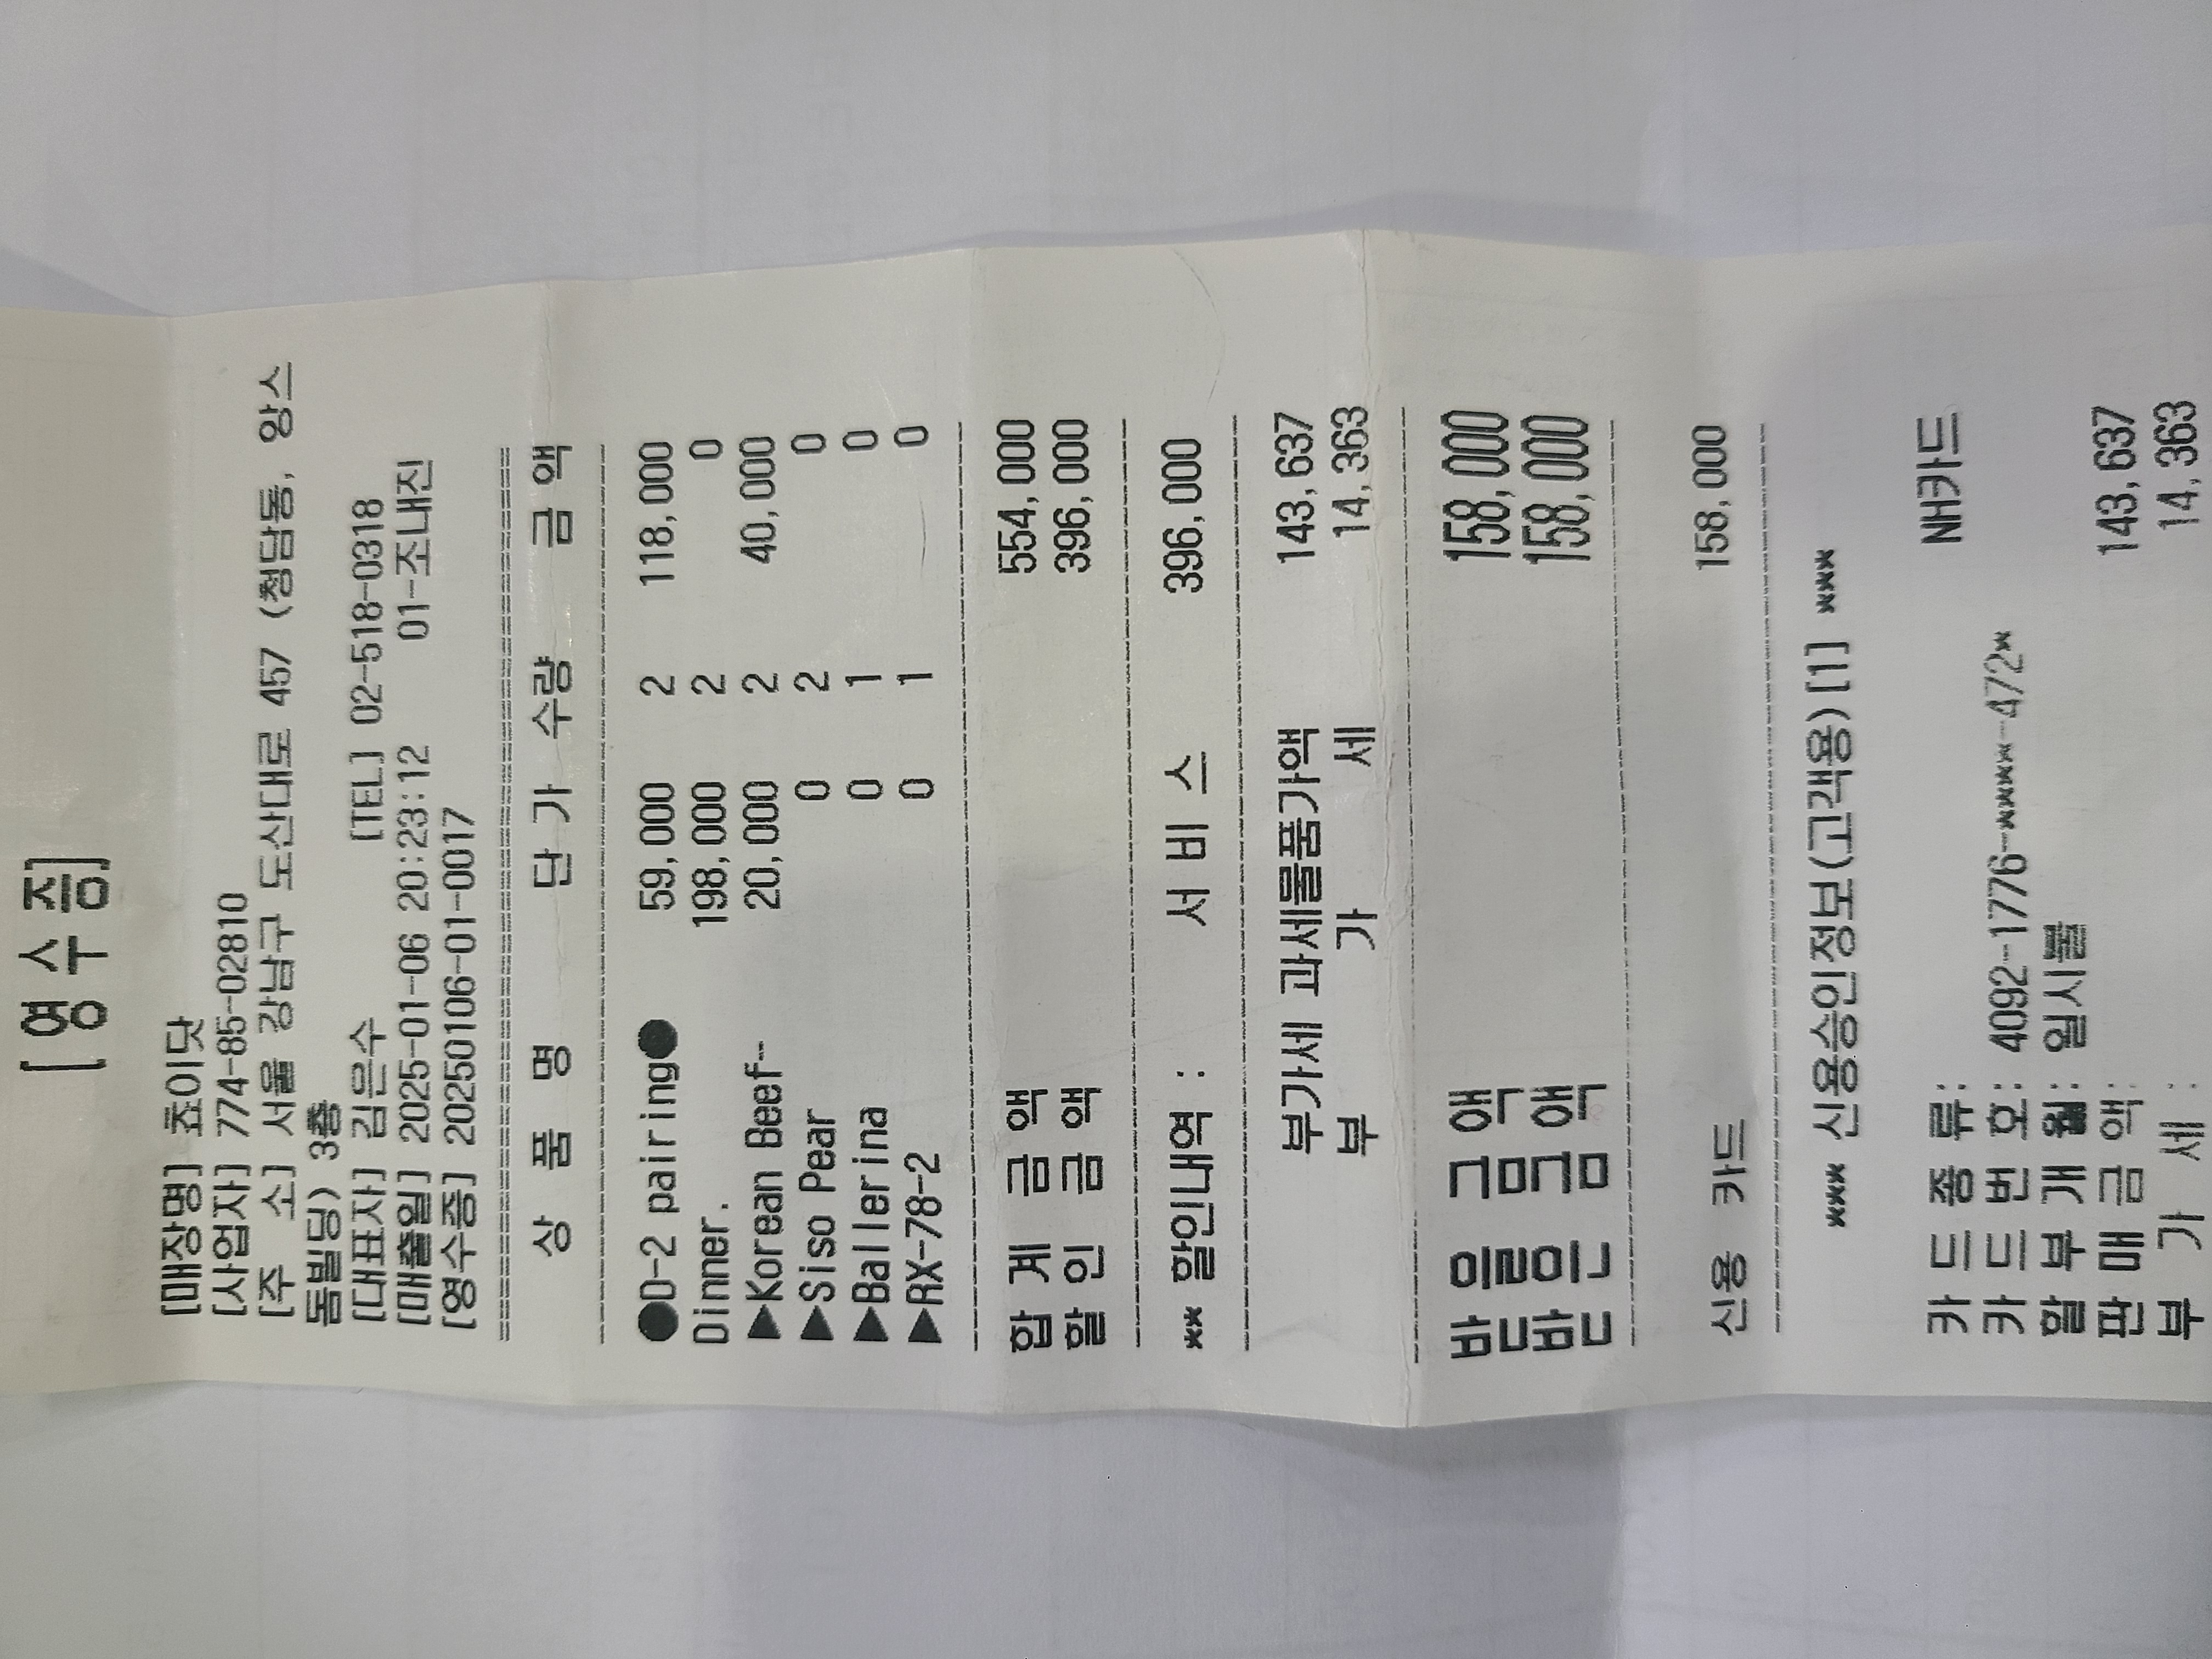 [영수증]
[매장명] 쵸이닷
[사업자] 774-85-02810
[주 소] 서울 강남구 도산대로 457 (청담동, 앙스
돔빌딩) 3층
[대표자] 김은수 [TEL] 02-518-0318
[매출일] 2025-01-06 20:23:12 01-조내진
[영수증] 20250106-01-0017
상 품 명 단 가 수량 금 액
●D-2 pairing● 59,000 2 118,000
Dinner. 198,000 2 0
▶Korean Beef-- 20,000 2 40,000
▶Siso Pear 0 2 0
▶Ballerina 0 1 0
▶RX-78-2 0 1 0
합 계 금 액 554,000
할 인 금 액 396,000
** 할인내역 : 서 비 스 396,000
부가세 과세물품가액 143,637
부 가 세 14,363
받 을 금 액 158,000
받 은 금 액 158,000
신용 카드 158,000
*** 신용승인정보(고객용)[1] ***
카 드 종 류: NH카드
카 드 번 호: 4092-1776-****-472*
할 부 개 월: 일시불
판 매 금 액: 143,637
부 가 세 : 14,363